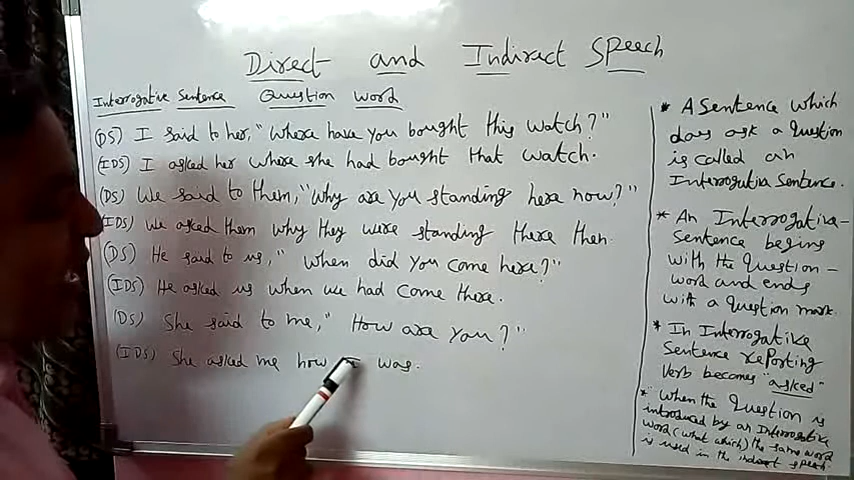 Direct and Indirect Speech
Interrogative Sentence Question Word
(DS) I said to her, "Where have you bought this watch?"
(IDS) I asked her where she had bought that watch.
(DS) We said to them, "Why are you standing here now?"
(IDS) We asked them why they were standing there then.
(DS) He said to us, "When did you come here?"
(IDS) He asked us when we had come there.
(DS) She said to me, "How are you?"
(IDS) She asked me how I was.
* A Sentence which
does ask a Question
is called an
Interrogative Sentence.
* An Interrogative-
Sentence begins
with the Question-
word and ends
with a Question mark.
* In Interrogative
Sentence reporting
Verb becomes "asked"
* When the Question is
introduced by an Interrogative
word (what which) the same word
is used in the indirect speech.